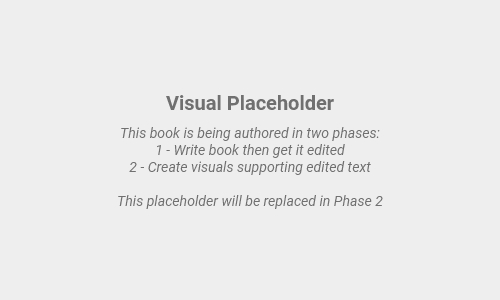 Visual Placeholder
This book is being authored in two phases:
1 - Write book then get it edited
2 - Create visuals supporting edited text
This placeholder will be replaced in Phase 2